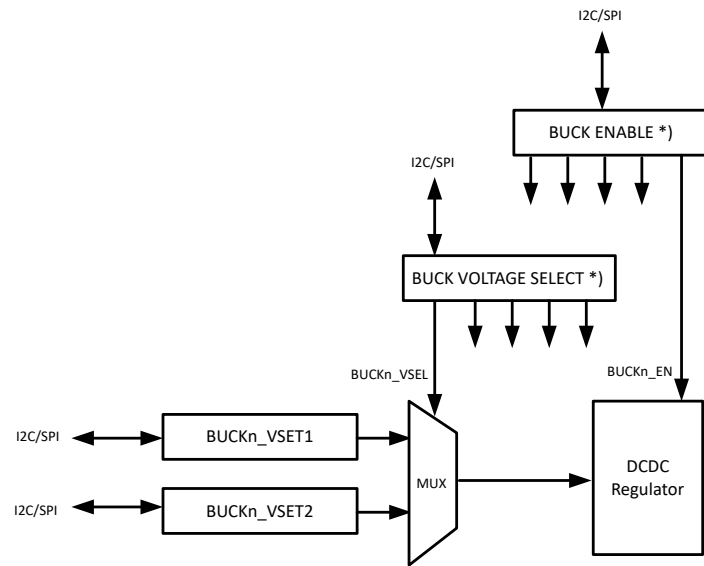 I2C/SPI
BUCK ENABLE *)
I2C/SPI
BUCK VOLTAGE SELECT *)
BUCKn_VSEL
BUCKn_EN
I2C/SPI
BUCKn_VSET1
MUX
DCDC
Regulator
I2C/SPI
BUCKn_VSET2